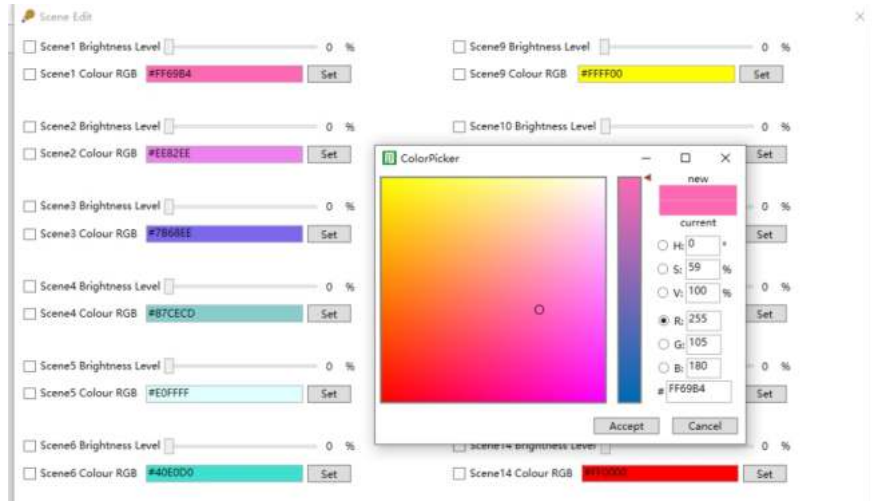 Scene Edit
Scene1 Brightness Level 0 %
Scene1 Colour RGB #FF69B4 Set
Scene2 Brightness Level 0 %
Scene2 Colour RGB #EE82EE Set
Scene3 Brightness Level 0 %
Scene3 Colour RGB #7B68EE Set
Scene4 Brightness Level 0 %
Scene4 Colour RGB #87CECD Set
Scene5 Brightness Level 0 %
Scene5 Colour RGB #E0FFFF Set
Scene6 Brightness Level 0 %
Scene6 Colour RGB #40E0D0 Set
Scene9 Brightness Level 0 %
Scene9 Colour RGB #FFFF00 Set
Scene10 Brightness Level 0 %
Set
0 %
Set
0 %
Set
0 %
Set
Scene14 Brightness Level 0 %
Scene14 Colour RGB #FF0000 Set
ColorPicker
new
current
H: 0 °
S: 59 %
V: 100 %
R: 255
G: 105
B: 180
# FF69B4
Accept Cancel